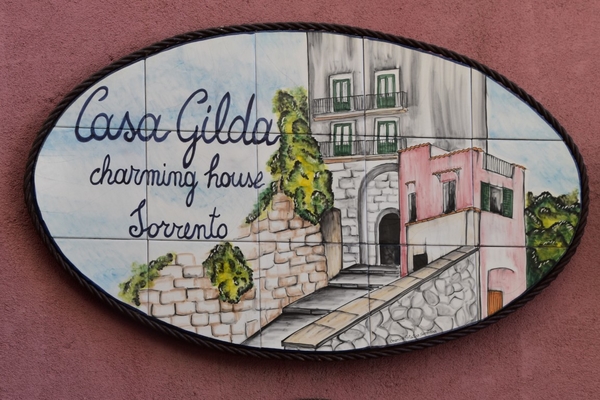 Casa Gilda
charming house
Sorrento